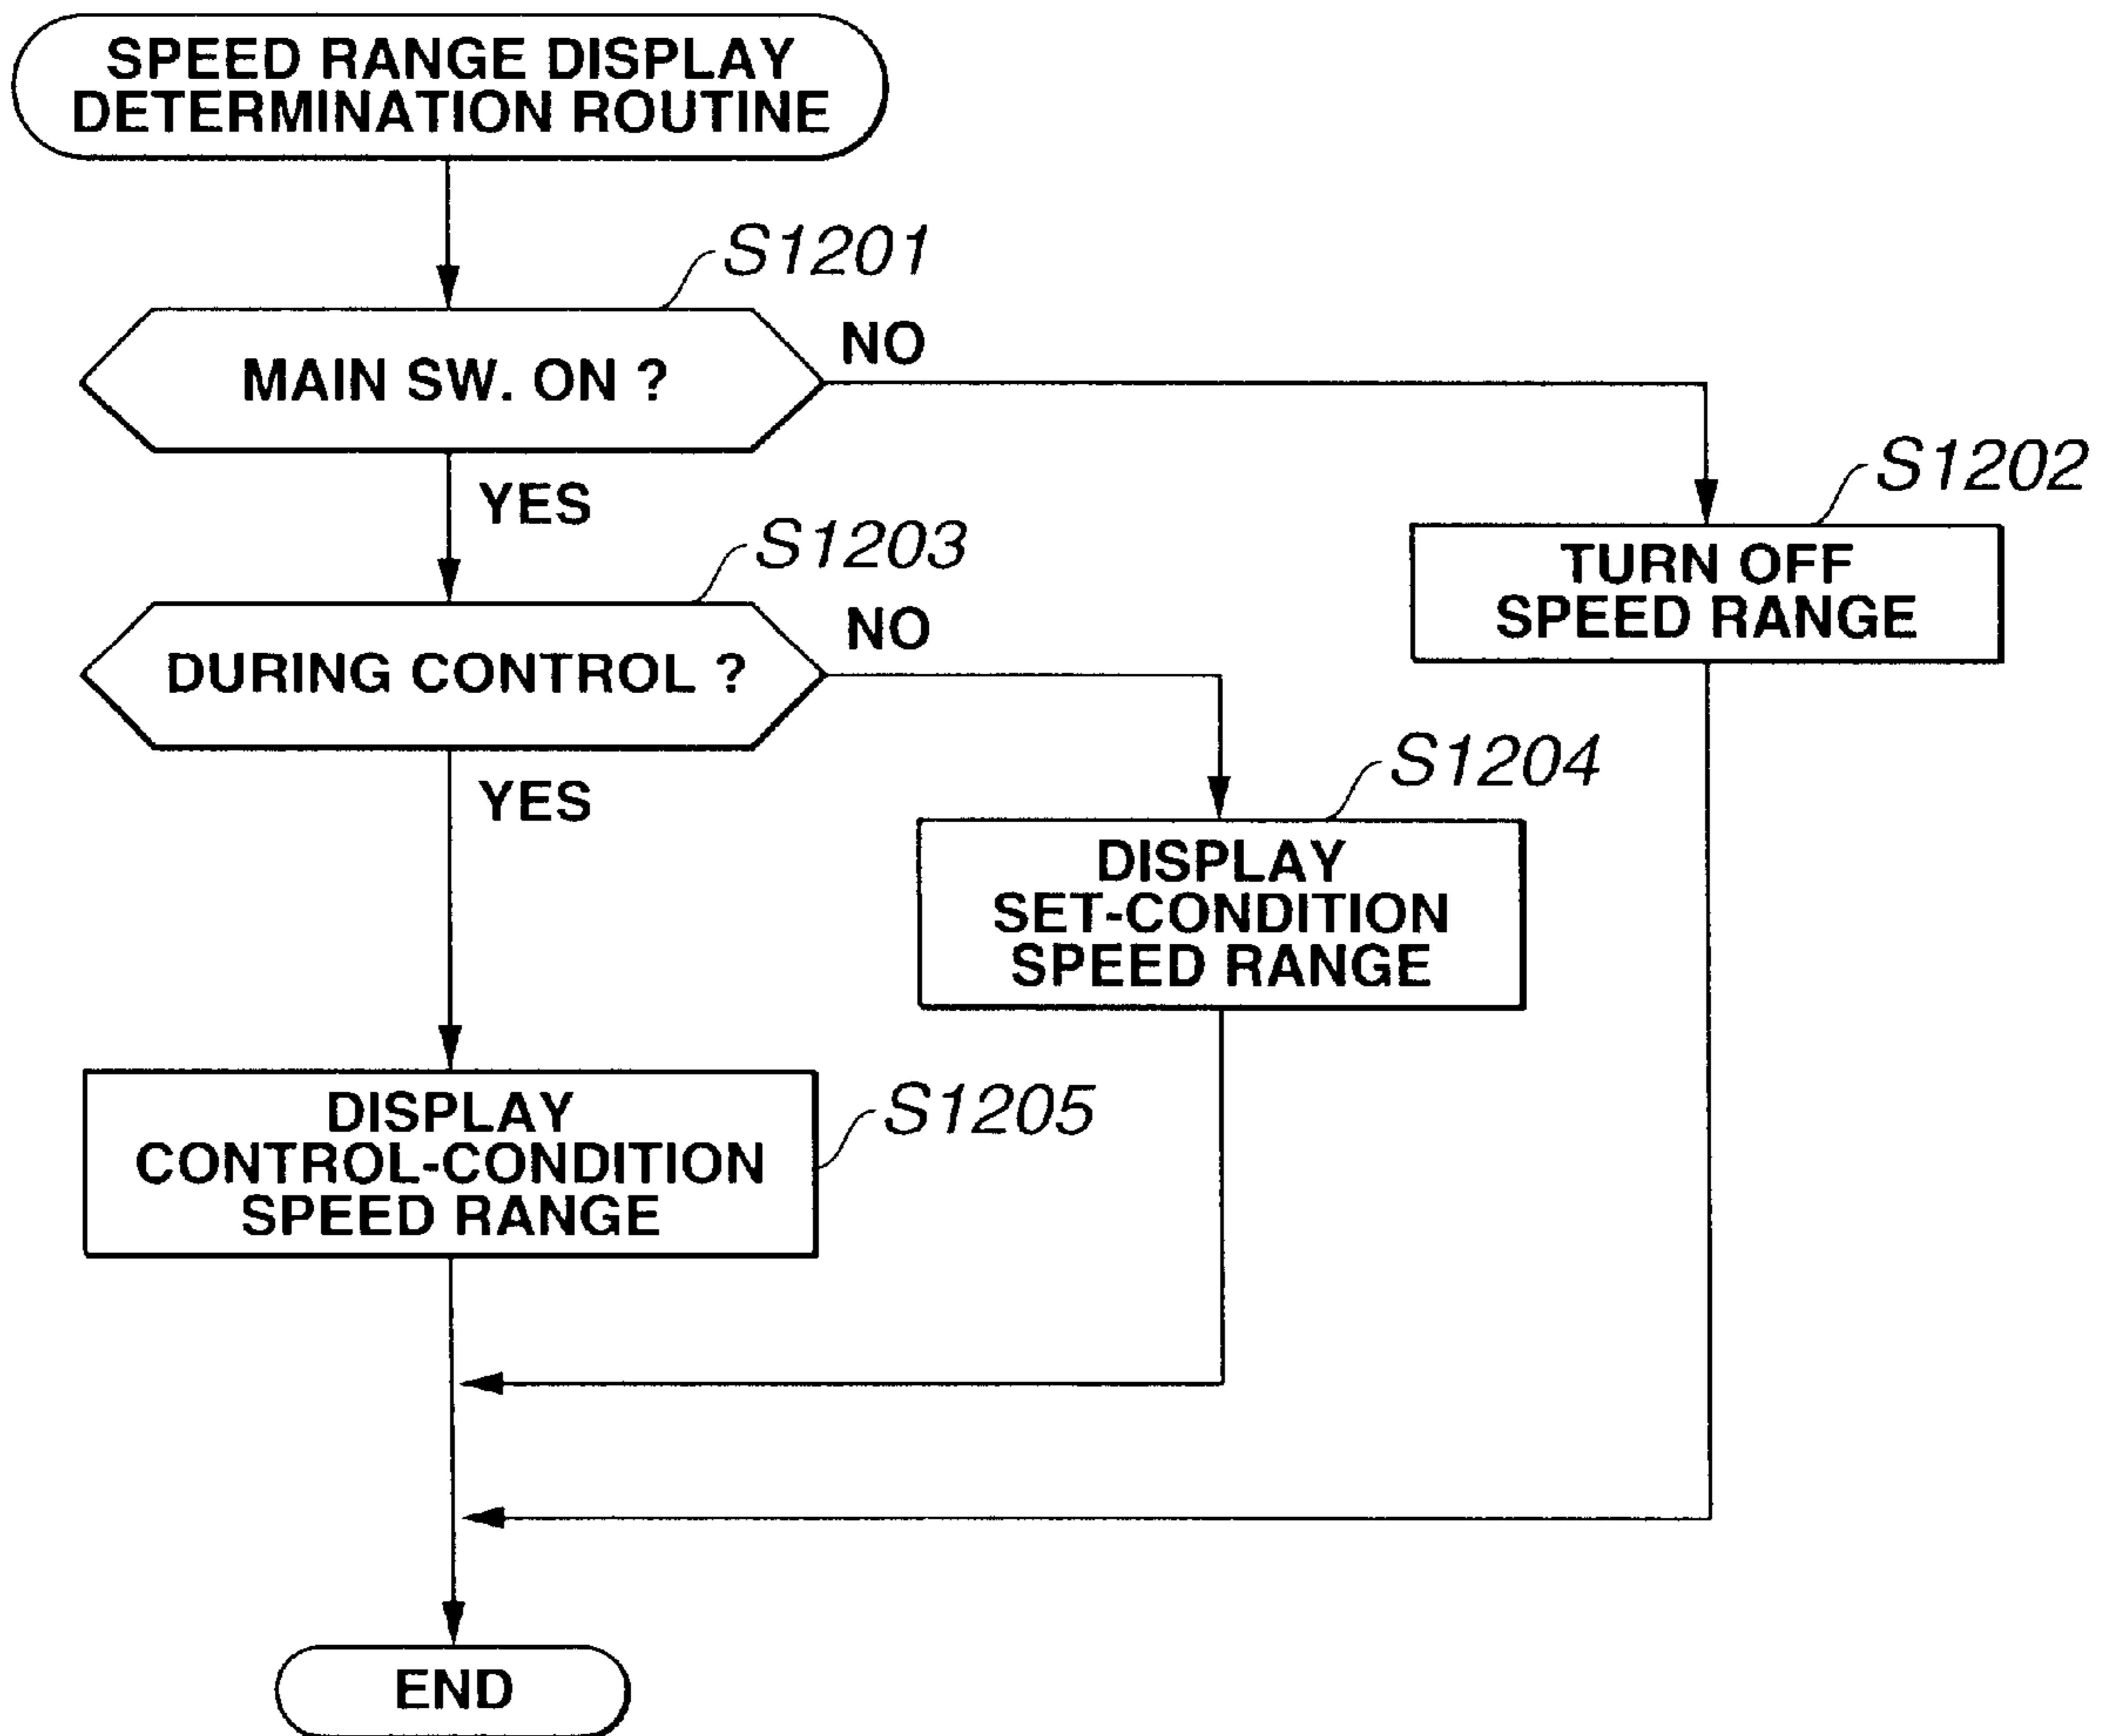 SPEED RANGE DISPLAY
DETERMINATION ROUTINE
S1201
MAIN SW. ON ?
NO
YES
S1202
TURN OFF
SPEED RANGE
S1203
DURING CONTROL ?
NO
YES
S1204
DISPLAY
SET-CONDITION
SPEED RANGE
S1205
DISPLAY
CONTROL-CONDITION
SPEED RANGE
END